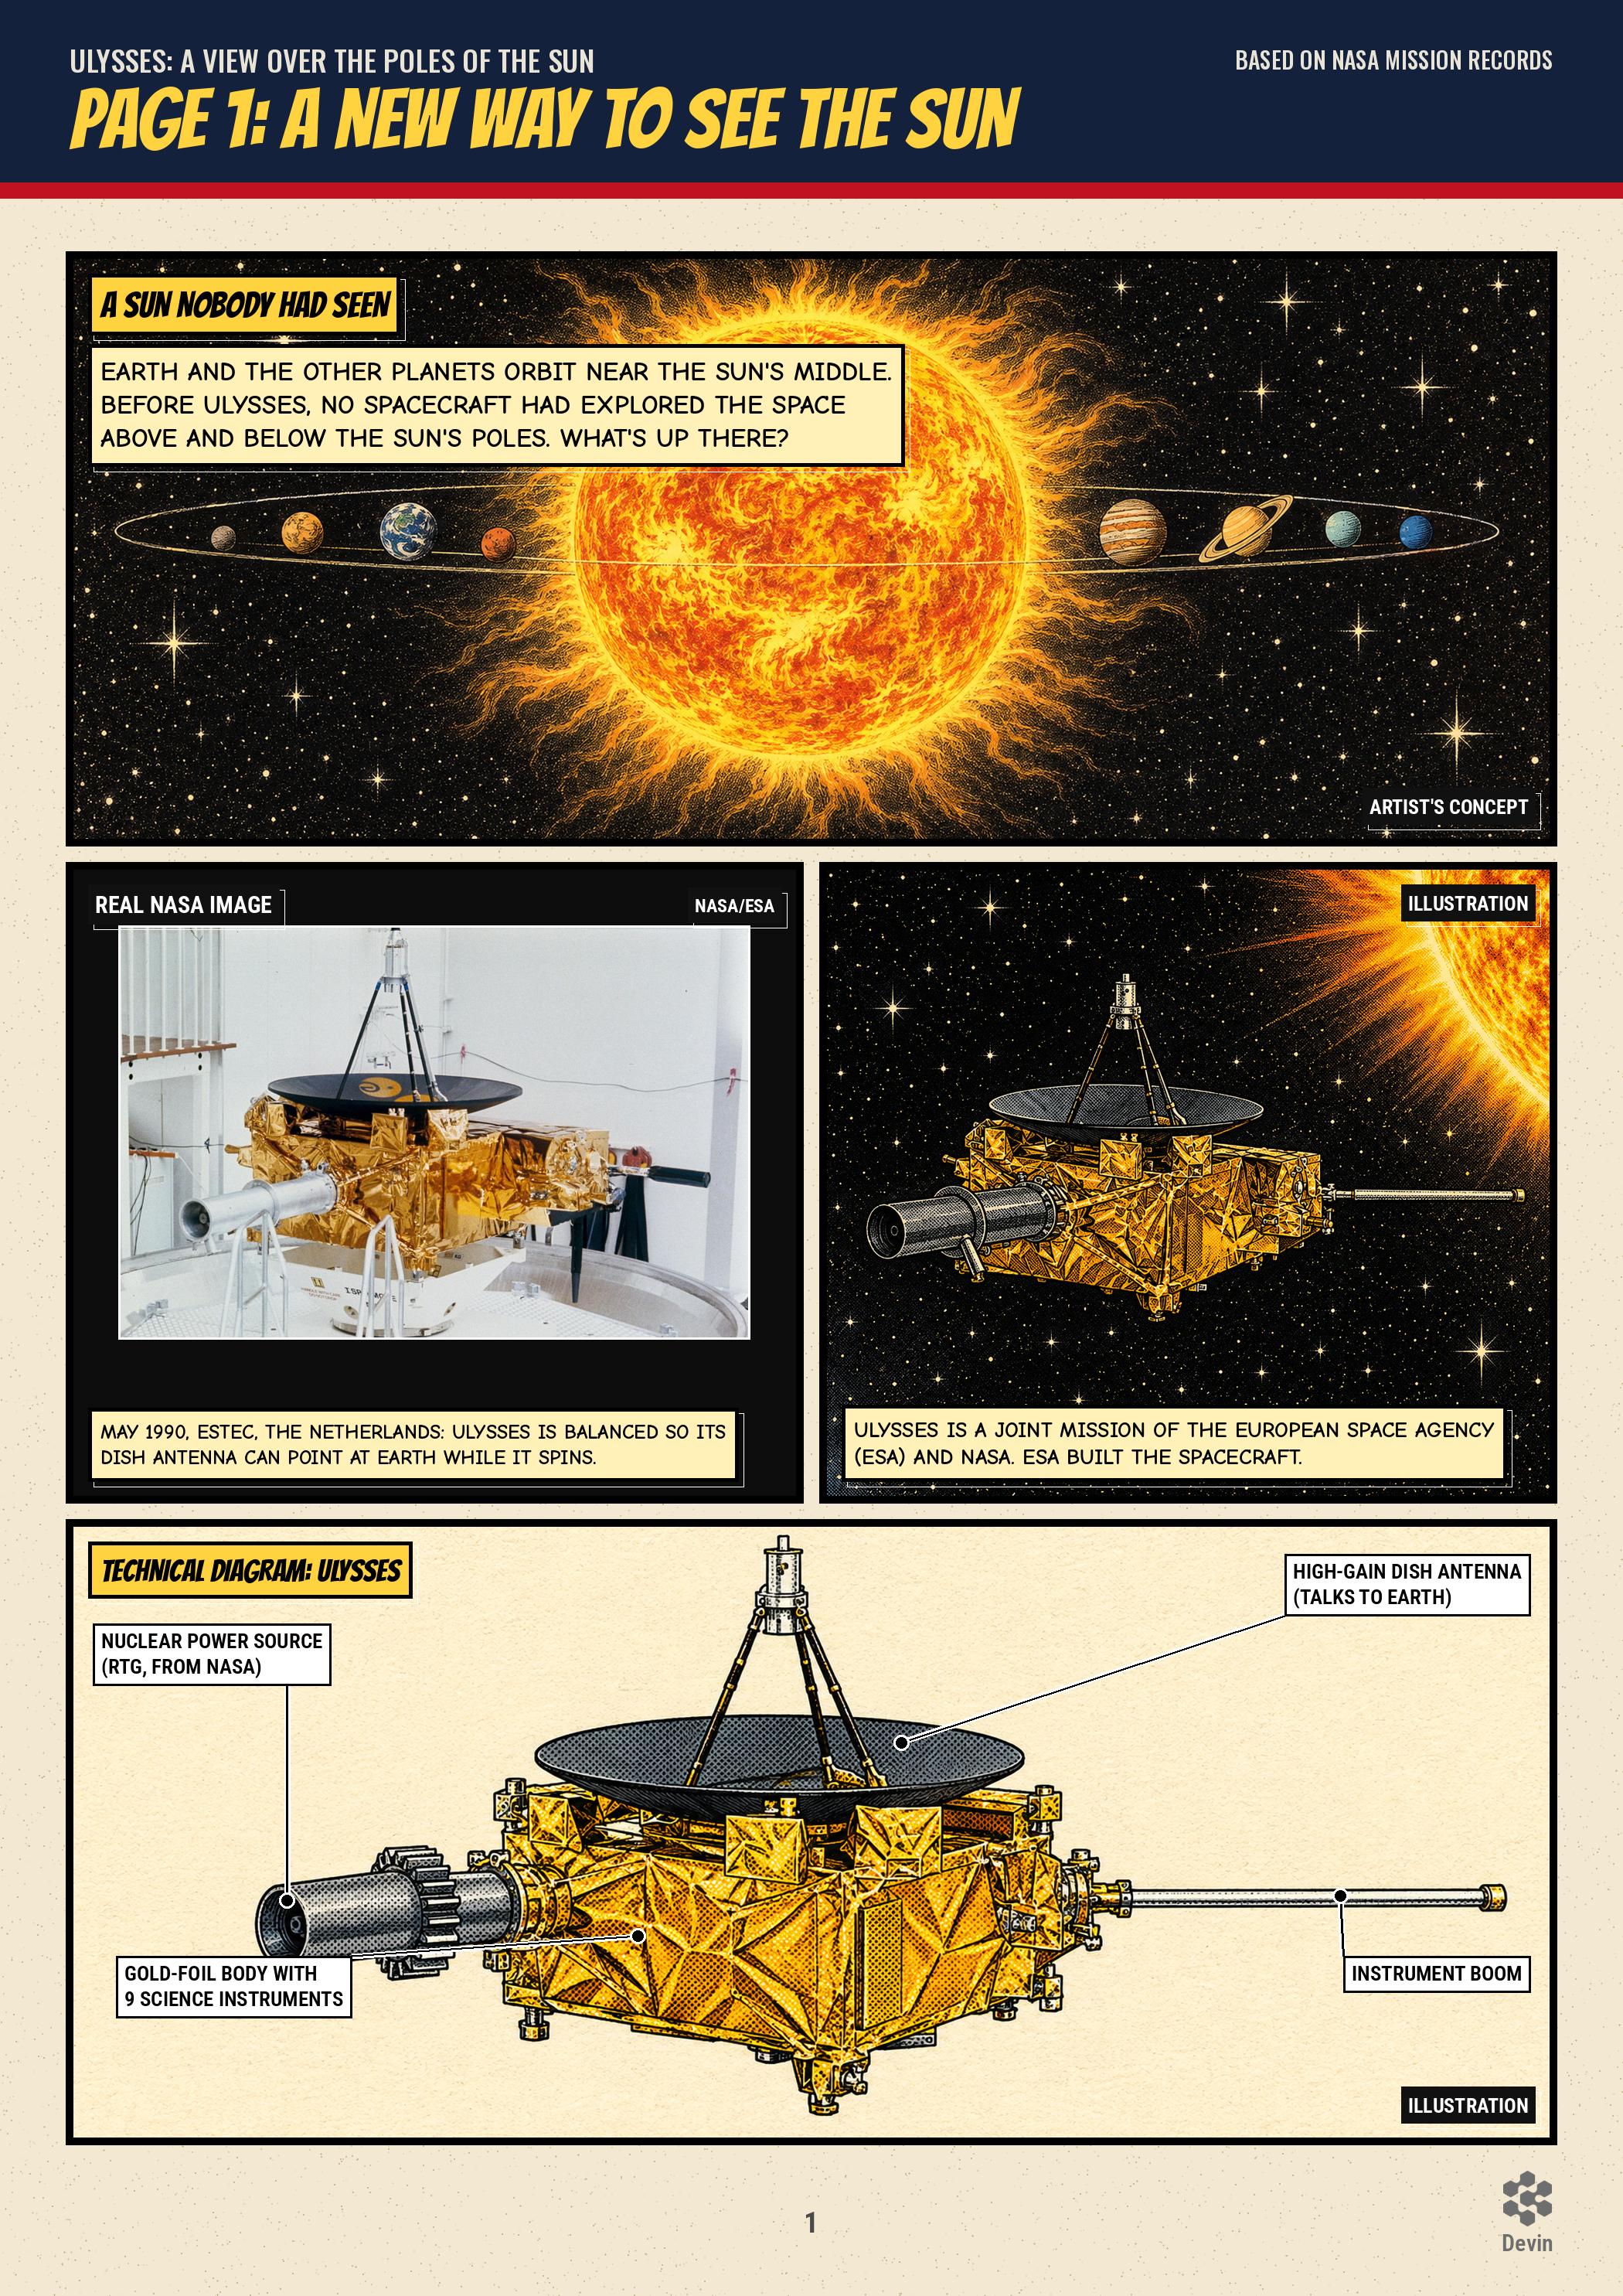 ULYSSES: A VIEW OVER THE POLES OF THE SUN
BASED ON NASA MISSION RECORDS
PAGE 1: A NEW WAY TO SEE THE SUN
A SUN NOBODY HAD SEEN
EARTH AND THE OTHER PLANETS ORBIT NEAR THE SUN'S MIDDLE.
BEFORE ULYSSES, NO SPACECRAFT HAD EXPLORED THE SPACE
ABOVE AND BELOW THE SUN'S POLES. WHAT'S UP THERE?
ARTIST'S CONCEPT
REAL NASA IMAGE
NASA/ESA
MAY 1990, ESTEC, THE NETHERLANDS: ULYSSES IS BALANCED SO ITS
DISH ANTENNA CAN POINT AT EARTH WHILE IT SPINS.
ILLUSTRATION
ULYSSES IS A JOINT MISSION OF THE EUROPEAN SPACE AGENCY
(ESA) AND NASA. ESA BUILT THE SPACECRAFT.
TECHNICAL DIAGRAM: ULYSSES
HIGH-GAIN DISH ANTENNA
(TALKS TO EARTH)
NUCLEAR POWER SOURCE
(RTG, FROM NASA)
GOLD-FOIL BODY WITH
9 SCIENCE INSTRUMENTS
INSTRUMENT BOOM
ILLUSTRATION
1
Devin